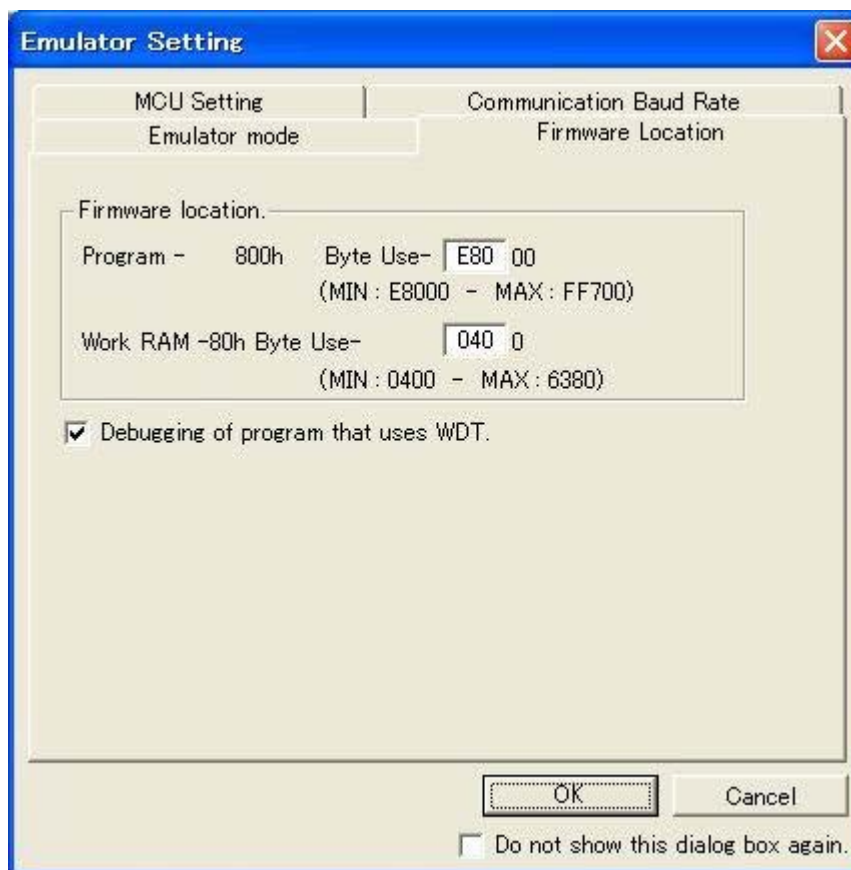 Emulator Setting
MCU Setting
Communication Baud Rate
Emulator mode
Firmware Location
Firmware location.
Program - 800h Byte Use- E80 00
(MIN : E8000 - MAX : FF700)
Work RAM -80h Byte Use- 040 0
(MIN : 0400 - MAX : 6380)
Debugging of program that uses WDT.
OK
Cancel
Do not show this dialog box again.